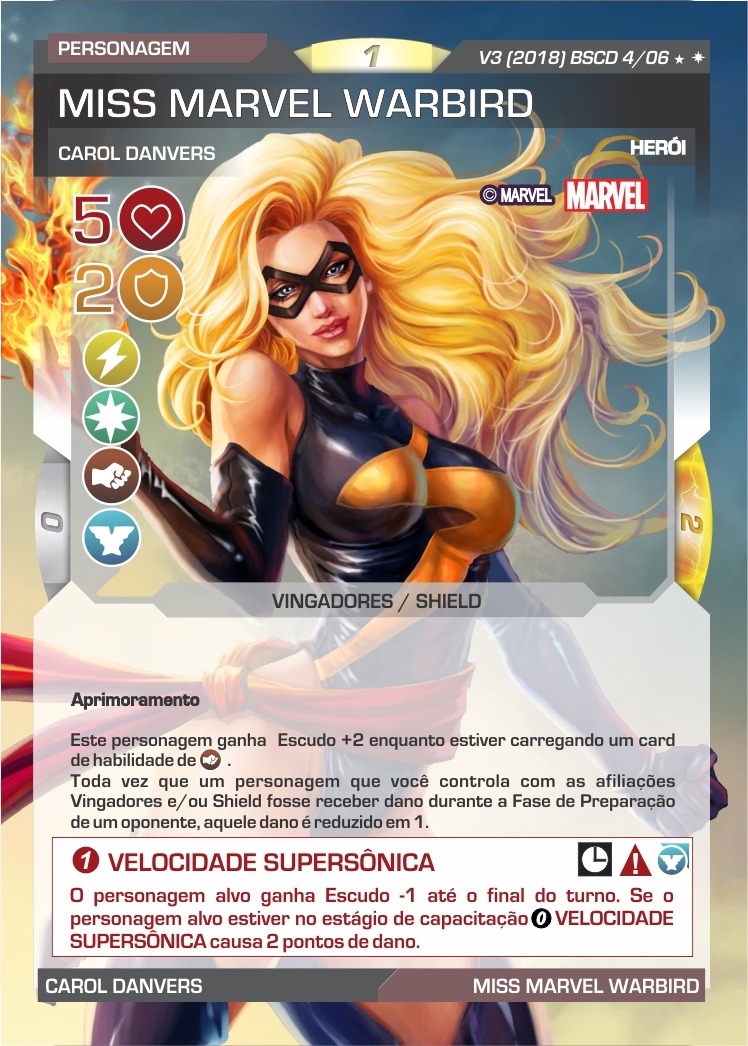 PERSONAGEM
1
V3 (2018) BSCD 4/06
MISS MARVEL WARBIRD
CAROL DANVERS
HERÓI
© MARVEL MARVEL
5
2
0
2
VINGADORES / SHIELD
Aprimoramento
Este personagem ganha Escudo +2 enquanto estiver carregando um card
de habilidade de .
Toda vez que um personagem que você controla com as afiliações
Vingadores e/ou Shield fosse receber dano durante a Fase de Preparação
de um oponente, aquele dano é reduzido em 1.
1 VELOCIDADE SUPERSÔNICA
O personagem alvo ganha Escudo -1 até o final do turno. Se o
personagem alvo estiver no estágio de capacitação 0 VELOCIDADE
SUPERSÔNICA causa 2 pontos de dano.
CAROL DANVERS
MISS MARVEL WARBIRD